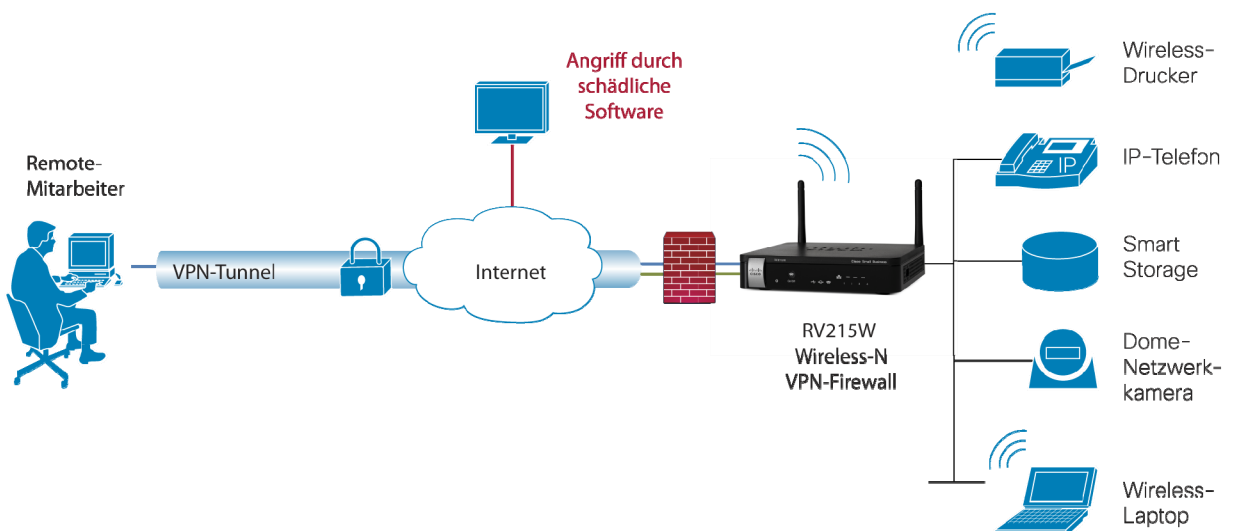 Remote-
Mitarbeiter
VPN-Tunnel
Angriff durch
schädliche
Software
Internet
RV215W
Wireless-N
VPN-Firewall
Wireless-
Drucker
IP
IP-Telefon
Smart
Storage
Dome-
Netzwerk-
kamera
Wireless-
Laptop